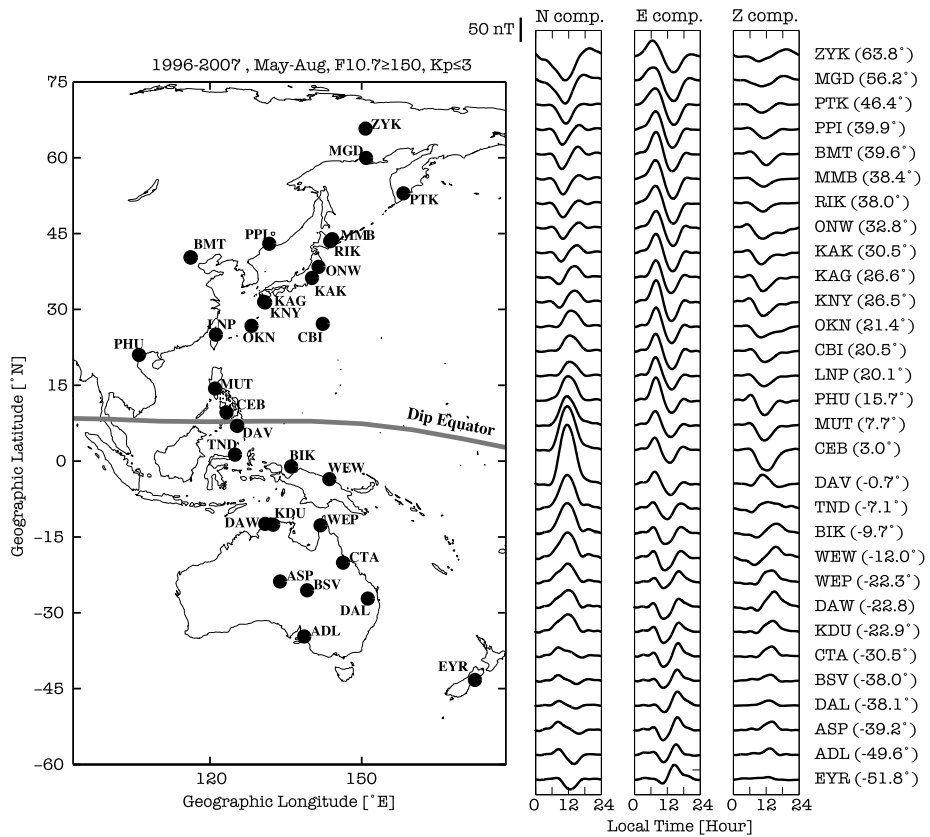 50 nT
N comp. E comp. Z comp.
1996-2007 , May-Aug, F10.7≥150, Kp≤3
75
60
45
30
15
0
−15
−30
−45
−60
Geographic Latitude [˚N]
120 150
Geographic Longitude [˚E]
ZYK
MGD
PTK
PPI
MMB
BMT
RIK
ONW
KAK
KAG
KNY
LNP
OKN
CBI
PHU
MUT
CEB
Dip Equator
DAV
TND
BIK
WEW
KDU
DAW
WEP
CTA
ASP
BSV
DAL
ADL
EYR
ZYK (63.8˚)
MGD (56.2˚)
PTK (46.4˚)
PPI (39.9˚)
BMT (39.6˚)
MMB (38.4˚)
RIK (38.0˚)
ONW (32.8˚)
KAK (30.5˚)
KAG (26.6˚)
KNY (26.5˚)
OKN (21.4˚)
CBI (20.5˚)
LNP (20.1˚)
PHU (15.7˚)
MUT (7.7˚)
CEB (3.0˚)
DAV (-0.7˚)
TND (-7.1˚)
BIK (-9.7˚)
WEW (-12.0˚)
WEP (-22.3˚)
DAW (-22.8)
KDU (-22.9˚)
CTA (-30.5˚)
BSV (-38.0˚)
DAL (-38.1˚)
ASP (-39.2˚)
ADL (-49.6˚)
EYR (-51.8˚)
0 12 24 0 12 24 0 12 24
Local Time [Hour]